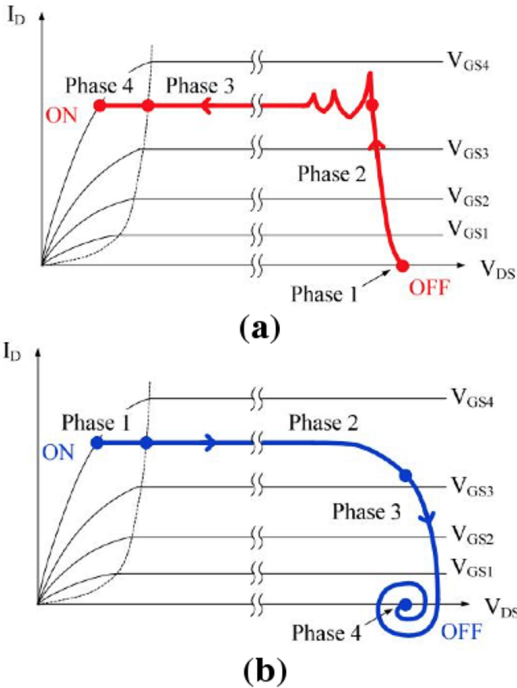 I_D
V_GS4
Phase 4
Phase 3
ON
V_GS3
Phase 2
V_GS2
V_GS1
Phase 1
OFF
V_DS
(a)
I_D
V_GS4
Phase 1
Phase 2
ON
V_GS3
Phase 3
V_GS2
V_GS1
V_DS
Phase 4
OFF
(b)